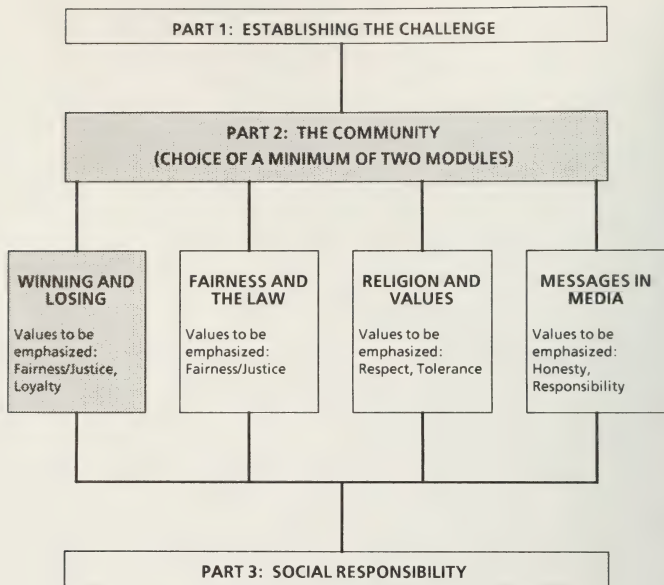 PART 1: ESTABLISHING THE CHALLENGE
PART 2: THE COMMUNITY
(CHOICE OF A MINIMUM OF TWO MODULES)
WINNING AND
LOSING
Values to be
emphasized:
Fairness/Justice,
Loyalty
FAIRNESS AND
THE LAW
Values to be
emphasized:
Fairness/Justice
RELIGION AND
VALUES
Values to be
emphasized:
Respect, Tolerance
MESSAGES IN
MEDIA
Values to be
emphasized:
Honesty,
Responsibility
PART 3: SOCIAL RESPONSIBILITY